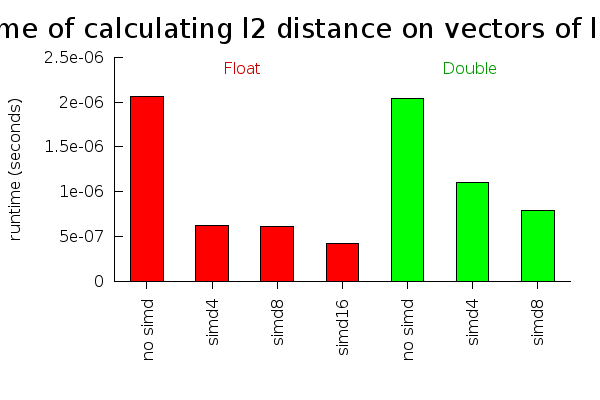 me of calculating l2 distance on vectors of l
2.5e-06
2e-06
1.5e-06
1e-06
5e-07
0
runtime (seconds)
Float
Double
no simd
simd4
simd8
simd16
no simd
simd4
simd8